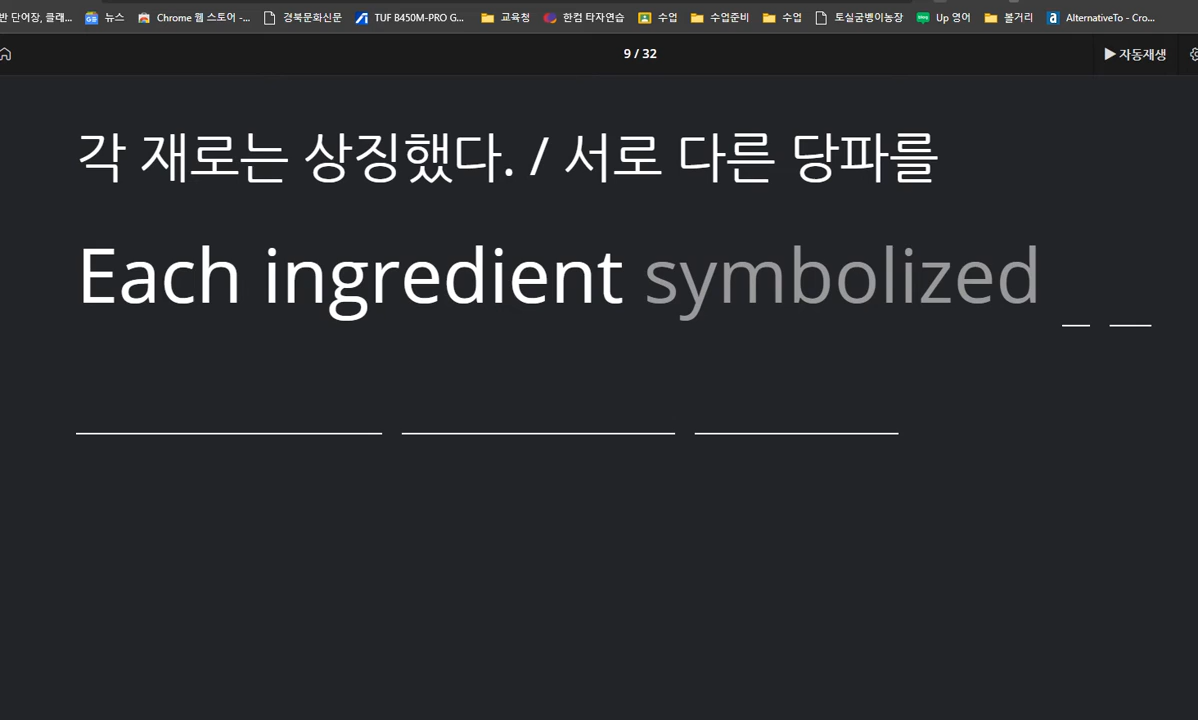 반 단어장, 클래... 뉴스 Chrome 웹 스토어 -... 경북문화신문 TUF B450M-PRO G... 교육청 한컴 타자연습 수업 수업준비 수업 토실굼벵이농장 Up 영어 볼거리 AlternativeTo - Cro...
9 / 32 ▶ 자동재생
각 재로는 상징했다. / 서로 다른 당파를
Each ingredient symbolized